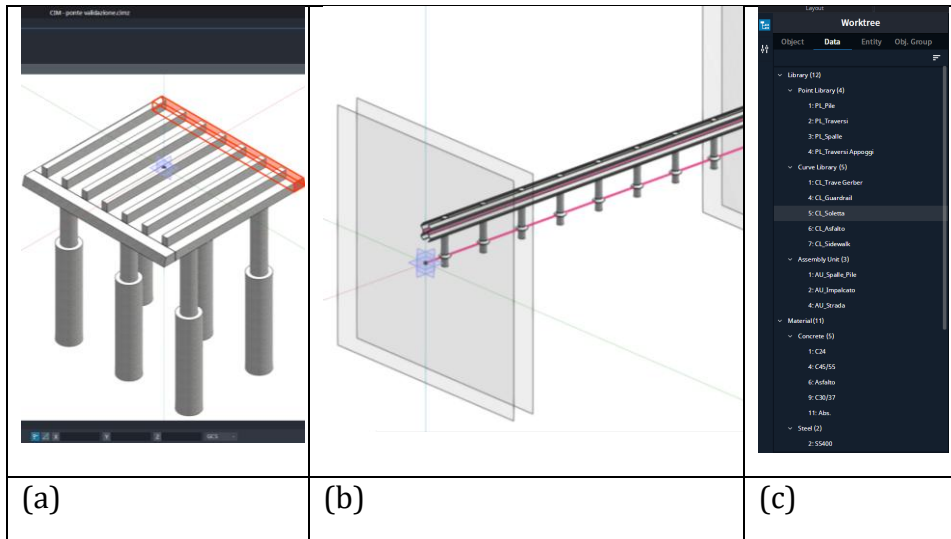 CIM - ponte validazione.cimz
X Y Z GCS
Layout
Worktree
Object Data Entity Obj. Group
Library (12)
Point Library (4)
1: PL_Pile
2: PL_Traversi
3: PL_Spalle
4: PL_Traversi Appoggi
Curve Library (5)
1: CL_Trave Gerber
4: CL_Guardrail
5: CL_Soletta
6: CL_Asfalto
7: CL_Sidewalk
Assembly Unit (3)
1: AU_Spalle_Pile
2: AU_Impalcato
4: AU_Strada
Material (11)
Concrete (5)
1: C24
4: C45/55
6: Asfalto
9: C30/37
11: Abs.
Steel (2)
2: SS400
(a) (b) (c)